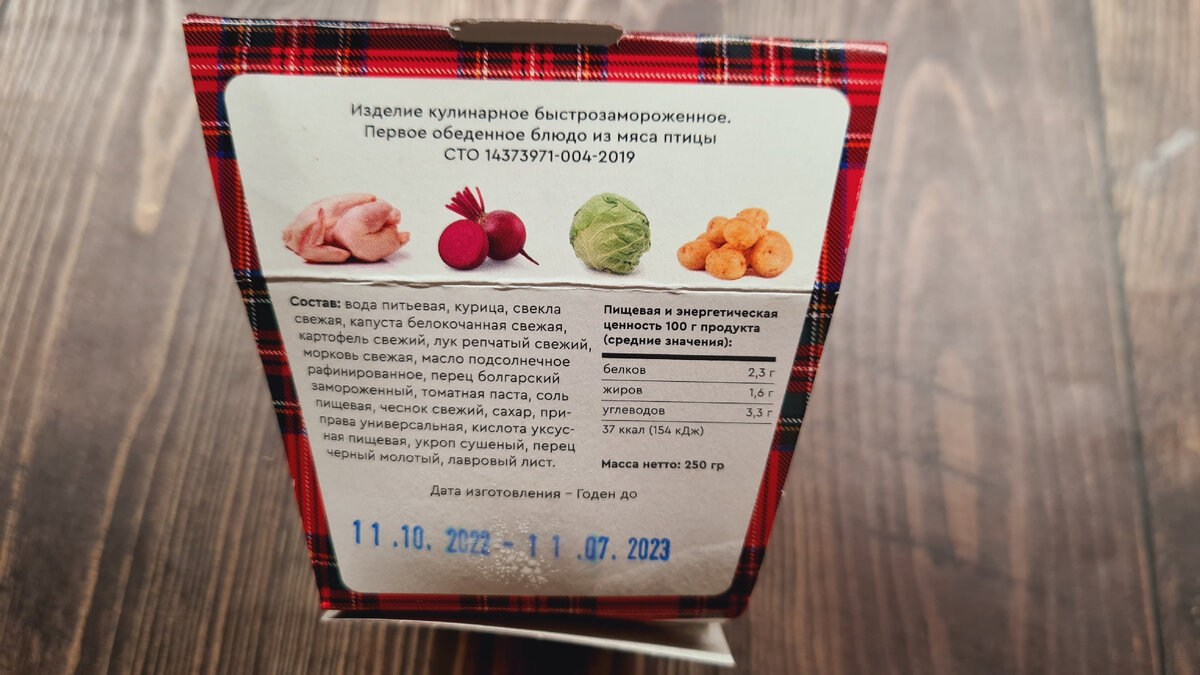 Изделие кулинарное быстрозамороженное.
Первое обеденное блюдо из мяса птицы
СТО 14373971-004-2019
Состав: вода питьевая, курица, свекла
свежая, капуста белокочанная свежая,
картофель свежий, лук репчатый свежий,
морковь свежая, масло подсолнечное
рафинированное, перец болгарский
замороженный, томатная паста, соль
пищевая, чеснок свежий, сахар, при-
права универсальная, кислота уксус-
ная пищевая, укроп сушеный, перец
черный молотый, лавровый лист.
Пищевая и энергетическая
ценность 100 г продукта
(средние значения):
белков 2,3 г
жиров 1,6 г
углеводов 3,3 г
37 ккал (154 кДж)
Масса нетто: 250 гр
Дата изготовления – Годен до
11.10. 2022 - 11.07. 2023